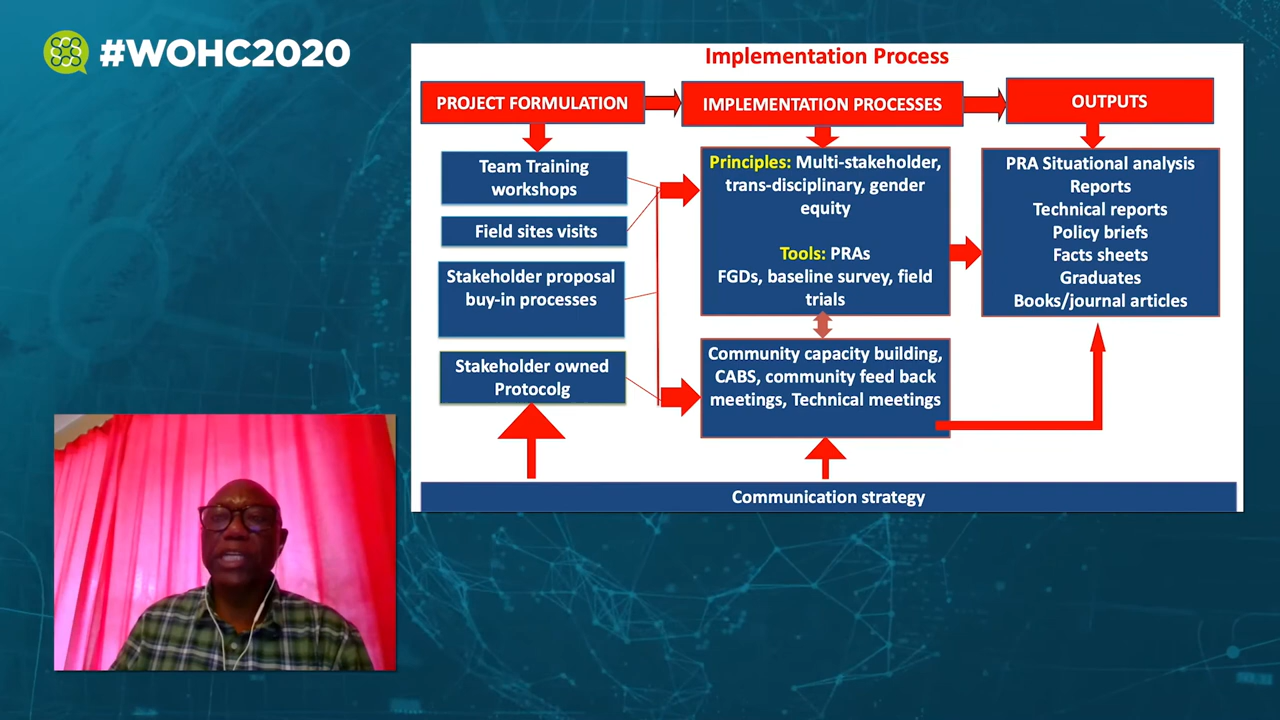 #WOHC2020
Implementation Process
PROJECT FORMULATION
IMPLEMENTATION PROCESSES
OUTPUTS
Team Training
workshops
Field sites visits
Stakeholder proposal
buy-in processes
Stakeholder owned
Protocolg
Principles: Multi-stakeholder,
trans-disciplinary, gender
equity
Tools: PRAs
FGDs, baseline survey, field
trials
Community capacity building,
CABS, community feed back
meetings, Technical meetings
PRA Situational analysis
Reports
Technical reports
Policy briefs
Facts sheets
Graduates
Books/journal articles
Communication strategy